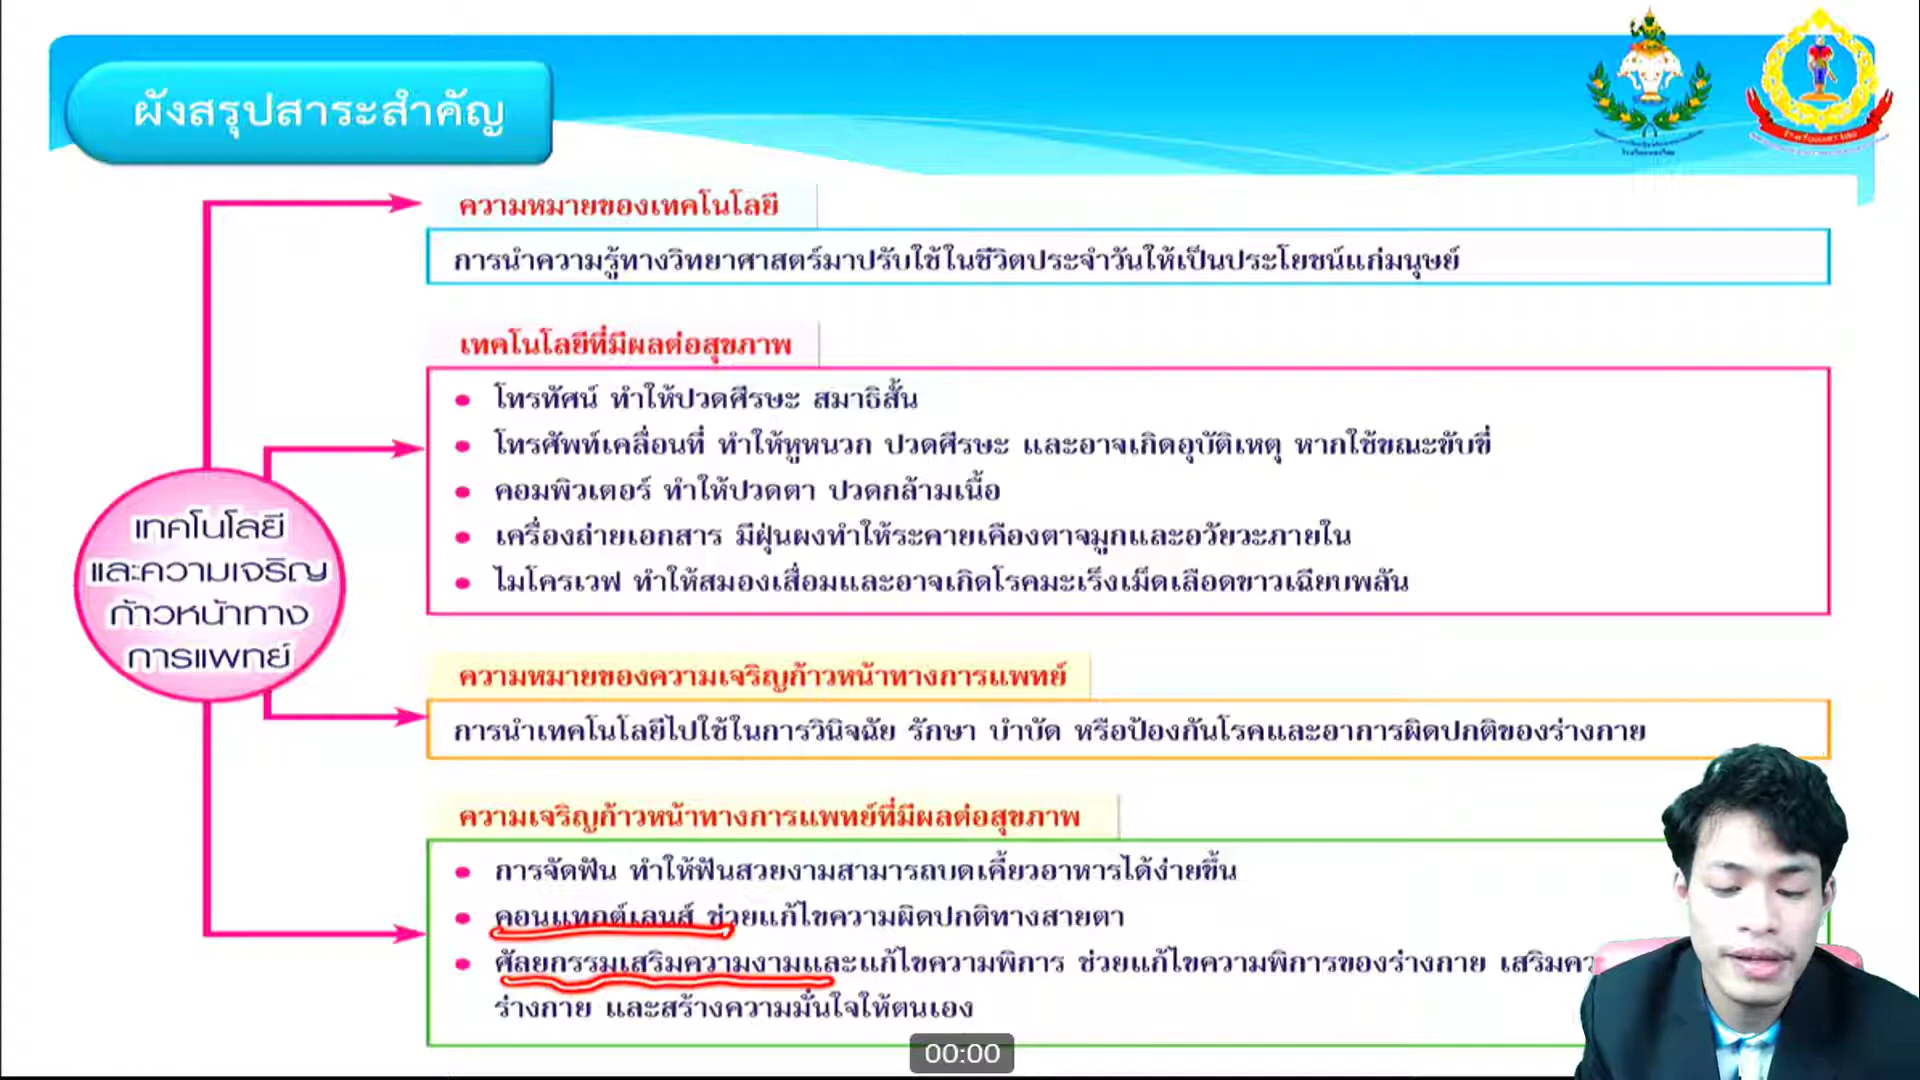 ผังสรุปสาระสำคัญ
ความหมายของเทคโนโลยี
การนำความรู้ทางวิทยาศาสตร์มาปรับใช้ในชีวิตประจำวันให้เป็นประโยชน์แก่มนุษย์
เทคโนโลยีที่มีผลต่อสุขภาพ
• โทรทัศน์ ทำให้ปวดศีรษะ สมาธิสั้น
• โทรศัพท์เคลื่อนที่ ทำให้หูหนวก ปวดศีรษะ และอาจเกิดอุบัติเหตุ หากใช้ขณะขับขี่
• คอมพิวเตอร์ ทำให้ปวดตา ปวดกล้ามเนื้อ
• เครื่องถ่ายเอกสาร มีฝุ่นผงทำให้ระคายเคืองตาจมูกและอวัยวะภายใน
• ไมโครเวฟ ทำให้สมองเสื่อมและอาจเกิดโรคมะเร็งเม็ดเลือดขาวเฉียบพลัน
เทคโนโลยี
และความเจริญ
ก้าวหน้าทาง
การแพทย์
ความหมายของความเจริญก้าวหน้าทางการแพทย์
การนำเทคโนโลยีไปใช้ในการวินิจฉัย รักษา บำบัด หรือป้องกันโรคและอาการผิดปกติของร่างกาย
ความเจริญก้าวหน้าทางการแพทย์ที่มีผลต่อสุขภาพ
• การจัดฟัน ทำให้ฟันสวยงามสามารถบดเคี้ยวอาหารได้ง่ายขึ้น
• คอนแทกต์เลนส์ ช่วยแก้ไขความผิดปกติทางสายตา
• ศัลยกรรมเสริมความงามและแก้ไขความพิการ ช่วยแก้ไขความพิการของร่างกาย เสริมคว
ร่างกาย และสร้างความมั่นใจให้ตนเอง
00:00